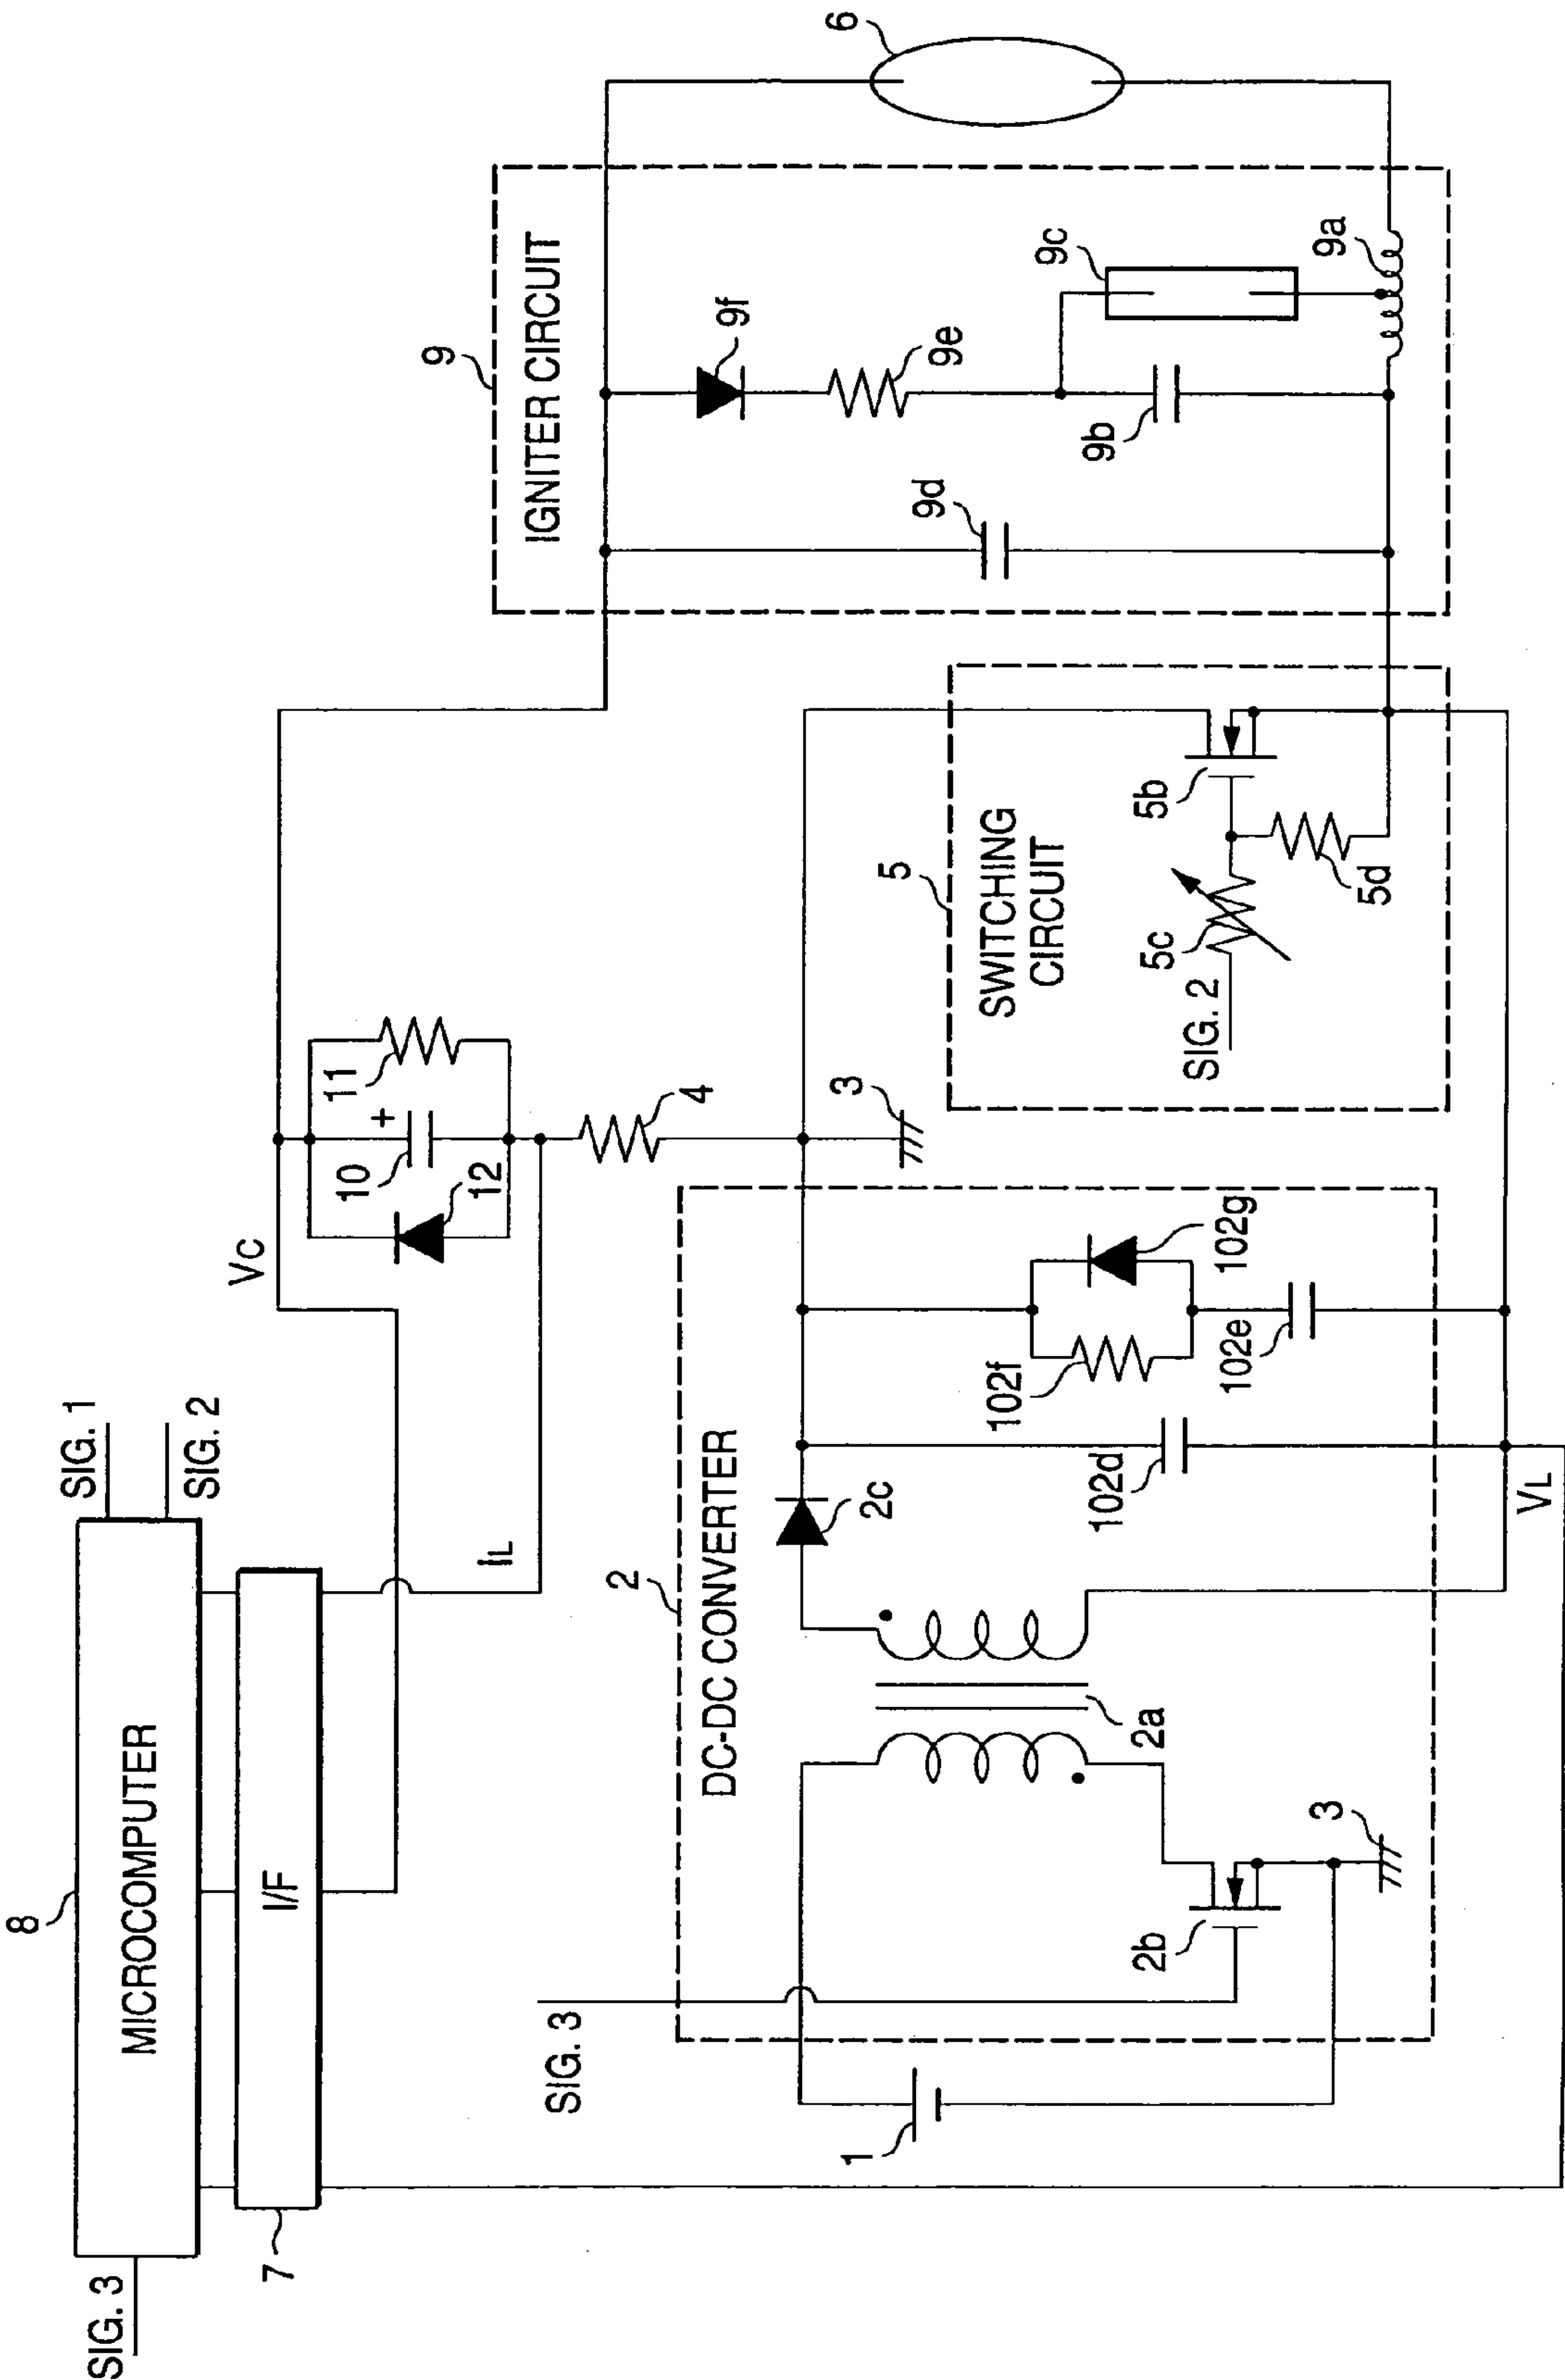 8
MICROCOMPUTER
SIG. 1
SIG. 2
SIG. 3
I/F
7
IL
VC
10
+
11
12
4
3
6
9
IGNITER CIRCUIT
9f
9e
9c
9a
9b
9d
5
SWITCHING
CIRCUIT
5b
5c
SIG. 2
5d
2
DC-DC CONVERTER
SIG. 3
1
2a
2b
3
2c
102d
102e
102f
102g
VL